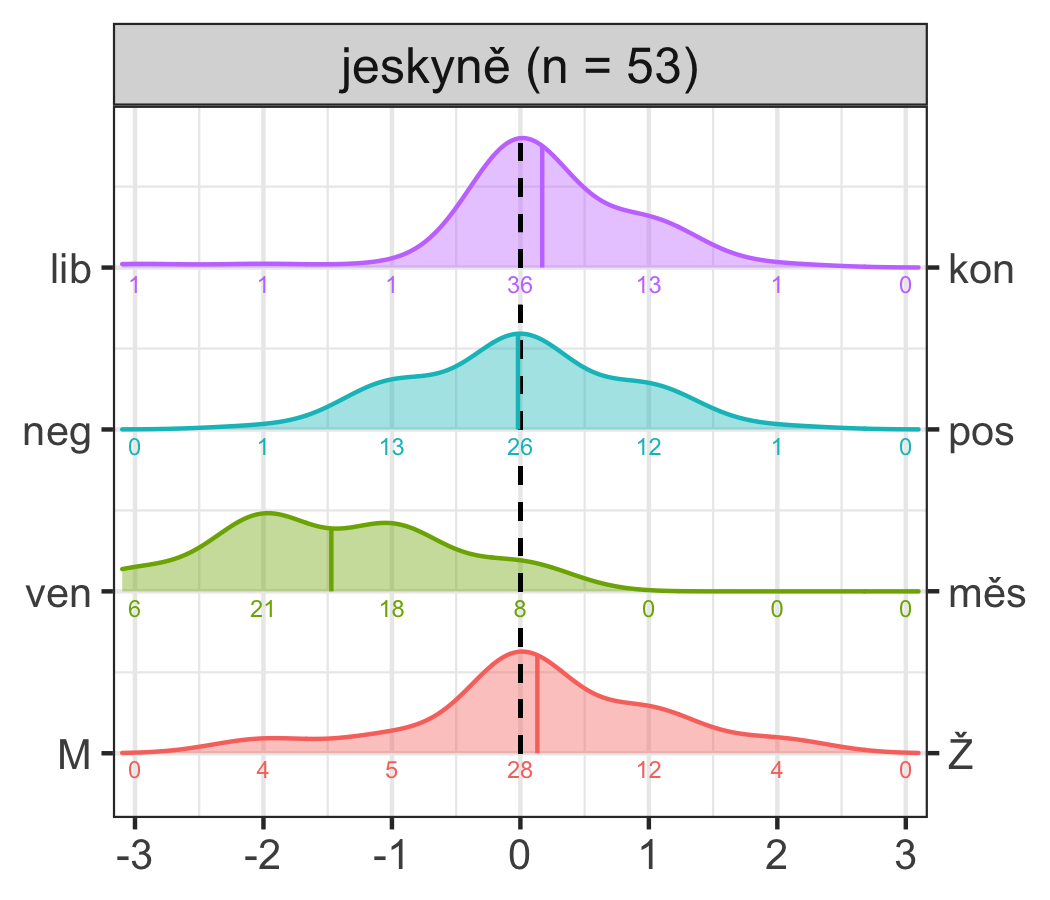 jeskyně (n = 53)
lib kon
1 1 1 36 13 1 0
neg pos
0 1 13 26 12 1 0
ven měs
6 21 18 8 0 0 0
M Ž
0 4 5 28 12 4 0
-3 -2 -1 0 1 2 3